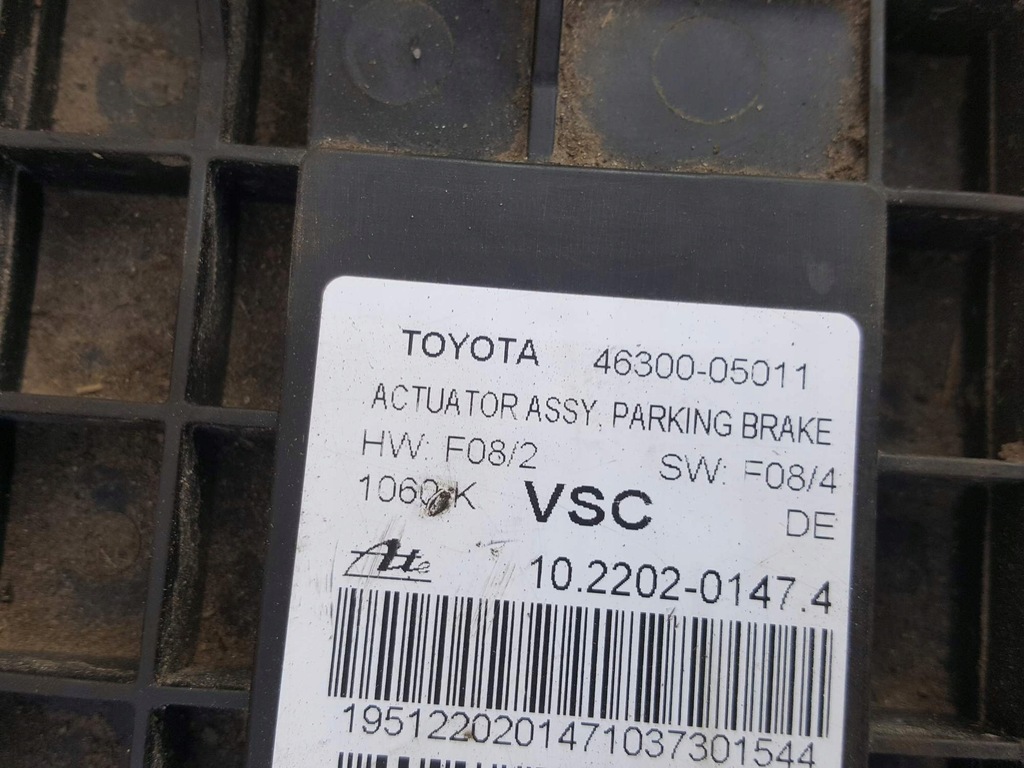 TOYOTA 46300-05011
ACTUATOR ASSY, PARKING BRAKE
HW: F08/2 SW: F08/4
VSC DE
Ate 10.2202-0147.4
1951220201471037301544